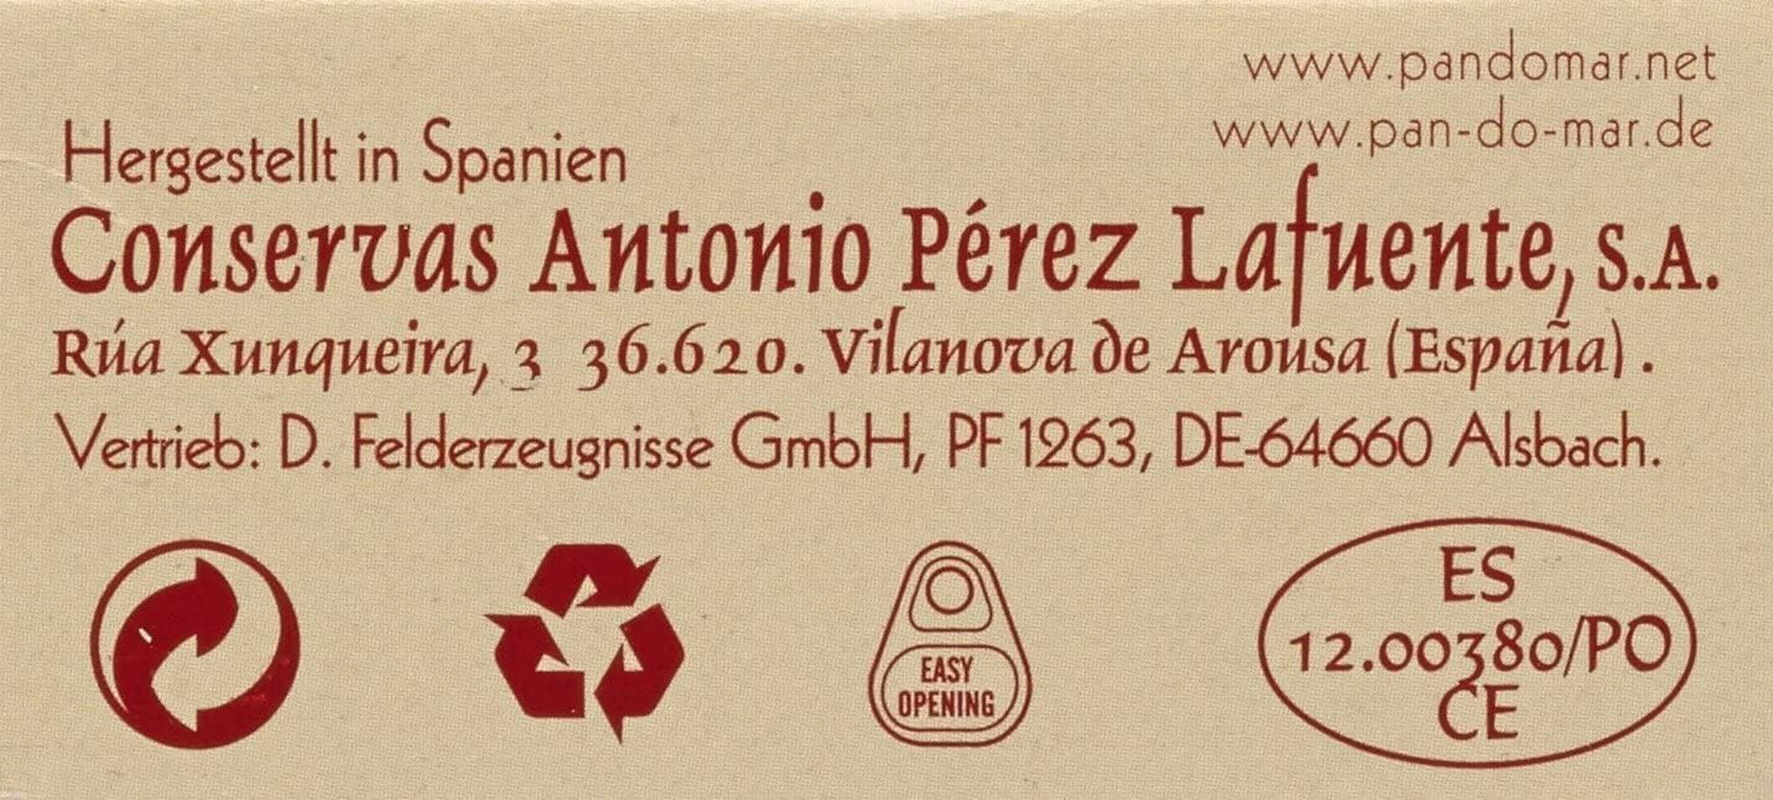 www.pandomar.net
www.pan-do-mar.de
Hergestellt in Spanien
Conservas Antonio Pérez Lafuente, S.A.
Rúa Xunqueira, 3 36.620. Vilanova de Arousa (España).
Vertrieb: D. Felderzeugnisse GmbH, PF 1263, DE-64660 Alsbach.
EASY
OPENING
ES
12.00380/PO
CE